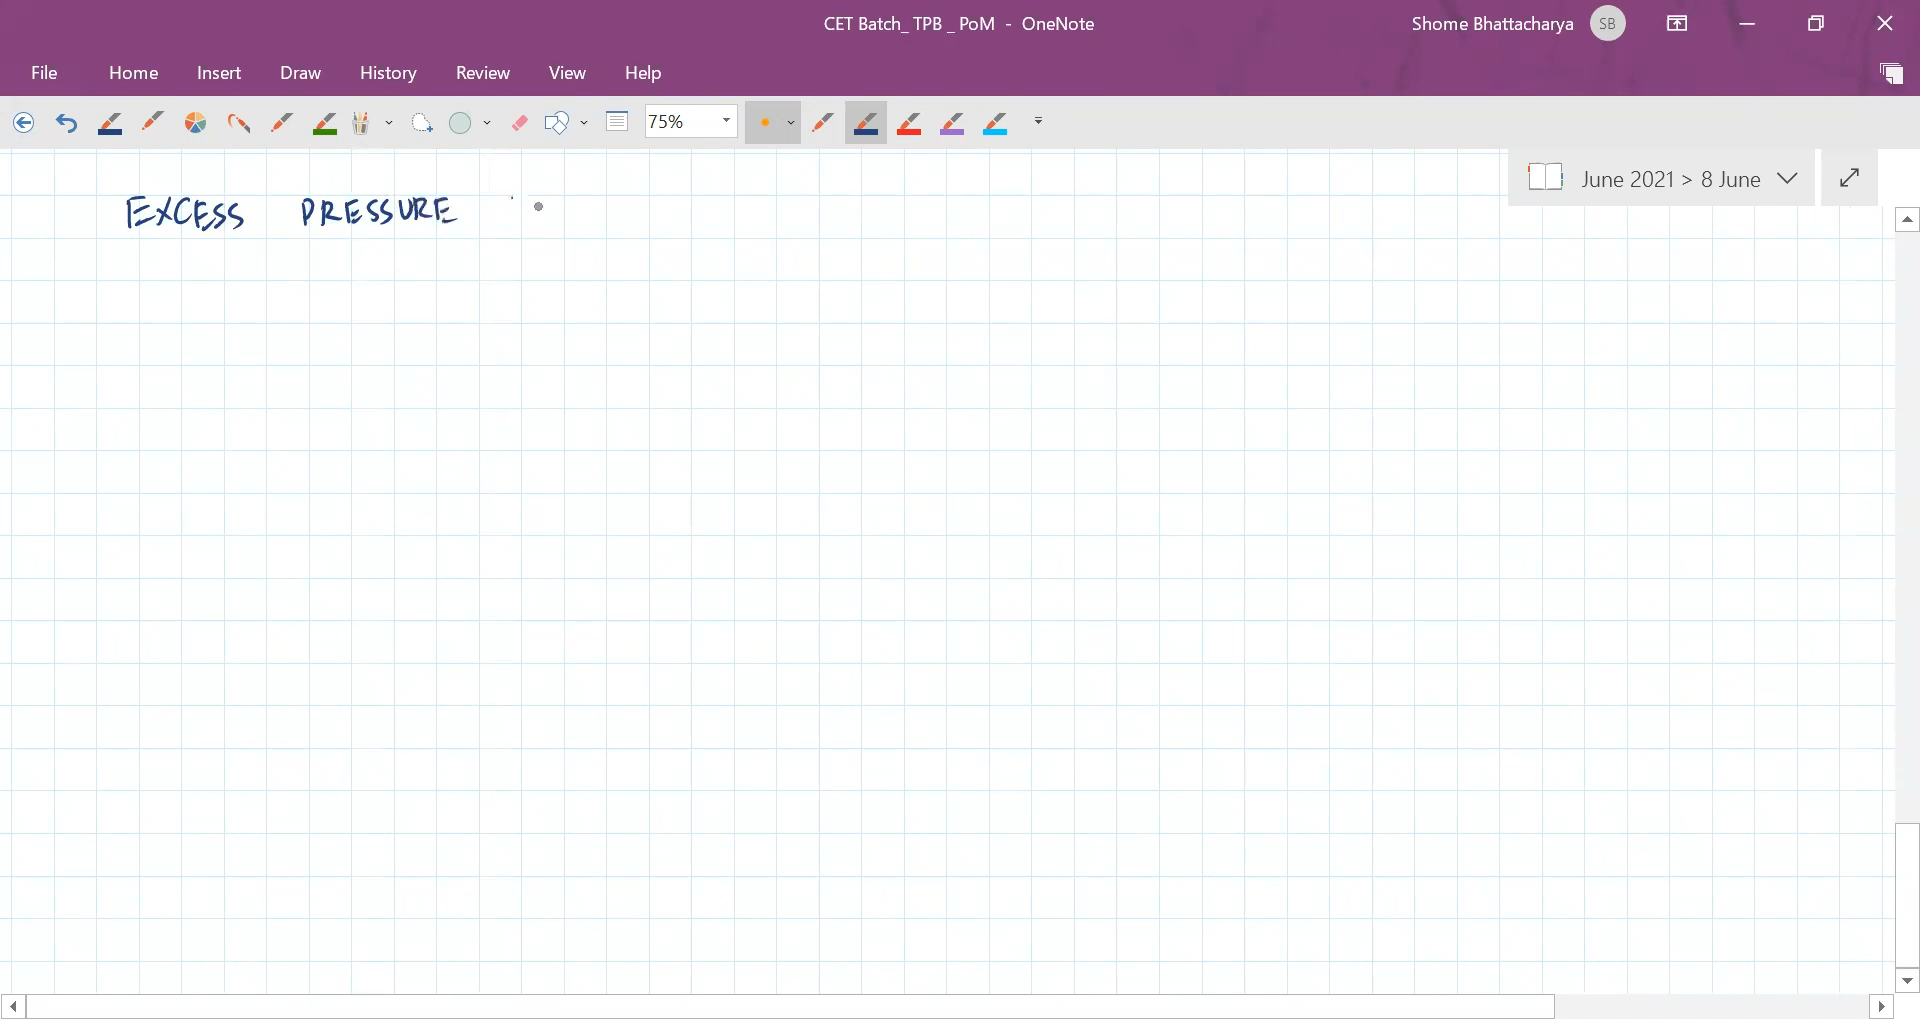 CET Batch_ TPB _ PoM - OneNote
Shome Bhattacharya SB
File Home Insert Draw History Review View Help
75%
June 2021 > 8 June
EXCESS PRESSURE